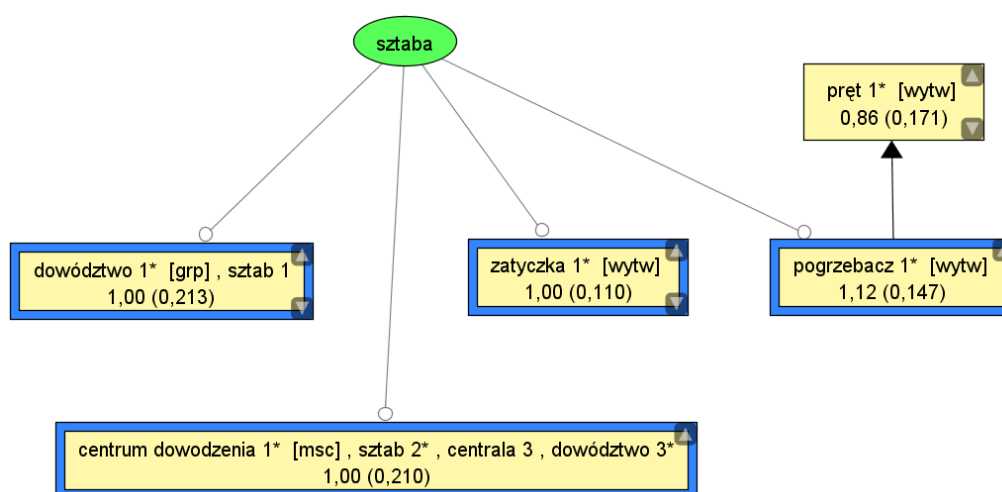 sztaba
pręt 1* [wytw]
0,86 (0,171)
dowództwo 1* [grp] , sztab 1
1,00 (0,213)
zatyczka 1* [wytw]
1,00 (0,110)
pogrzebacz 1* [wytw]
1,12 (0,147)
centrum dowodzenia 1* [msc] , sztab 2* , centrala 3 , dowództwo 3*
1,00 (0,210)